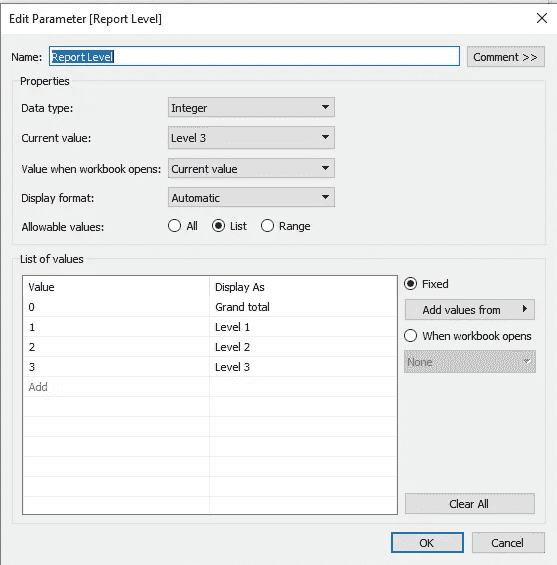 Edit Parameter [Report Level]
Name: Report Level Comment >>
Properties
Data type: Integer
Current value: Level 3
Value when workbook opens: Current value
Display format: Automatic
Allowable values: All List Range
List of values
Value Display As Fixed
0 Grand total Add values from
1 Level 1
2 Level 2 When workbook opens
3 Level 3 None
Add
Clear All
OK Cancel